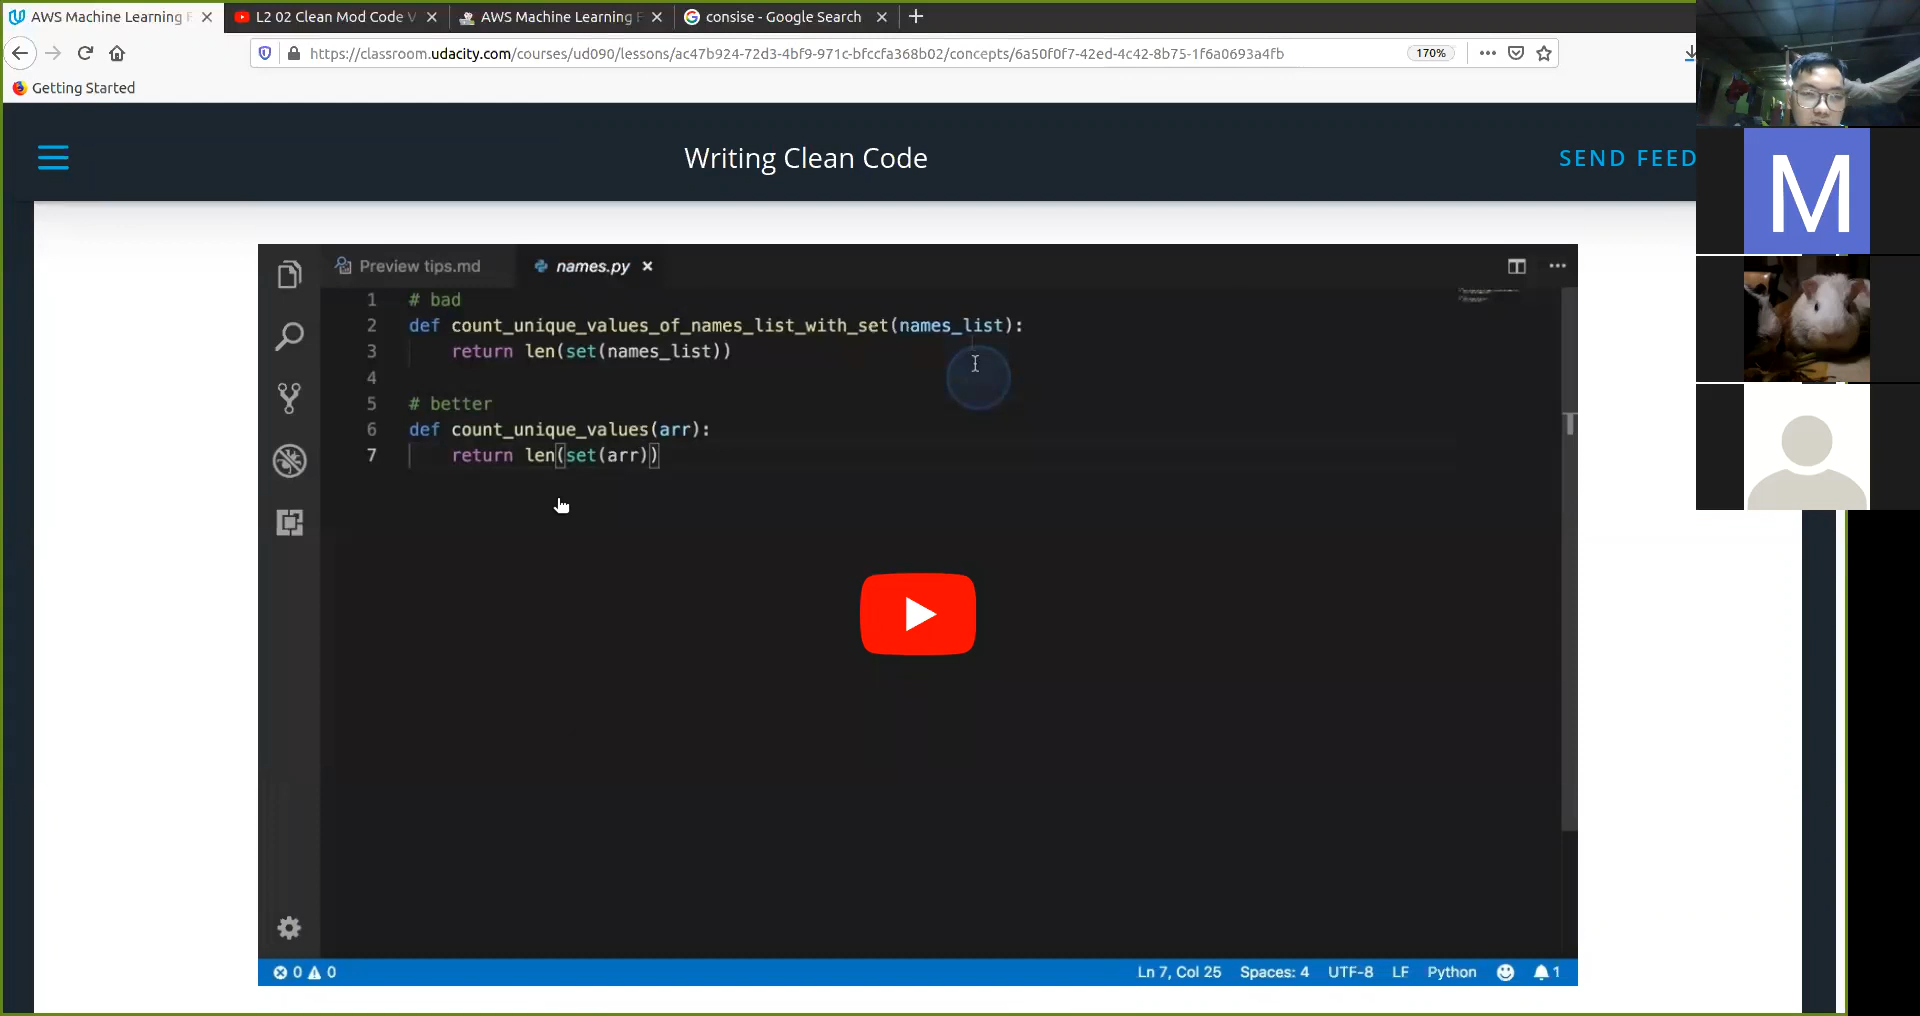 AWS Machine Learning F
L2 02 Clean Mod Code V
AWS Machine Learning F
consise - Google Search
https://classroom.udacity.com/courses/ud090/lessons/ac47b924-72d3-4bf9-971c-bfccfa368b02/concepts/6a50f0f7-42ed-4c42-8b75-1f6a0693a4fb
170%
Getting Started
Writing Clean Code
SEND FEED
M
Preview tips.md
names.py
1 # bad
2 def count_unique_values_of_names_list_with_set(names_list):
3 return len(set(names_list))
4
5 # better
6 def count_unique_values(arr):
7 return len(set(arr))
0 0
Ln 7, Col 25 Spaces: 4 UTF-8 LF Python 1